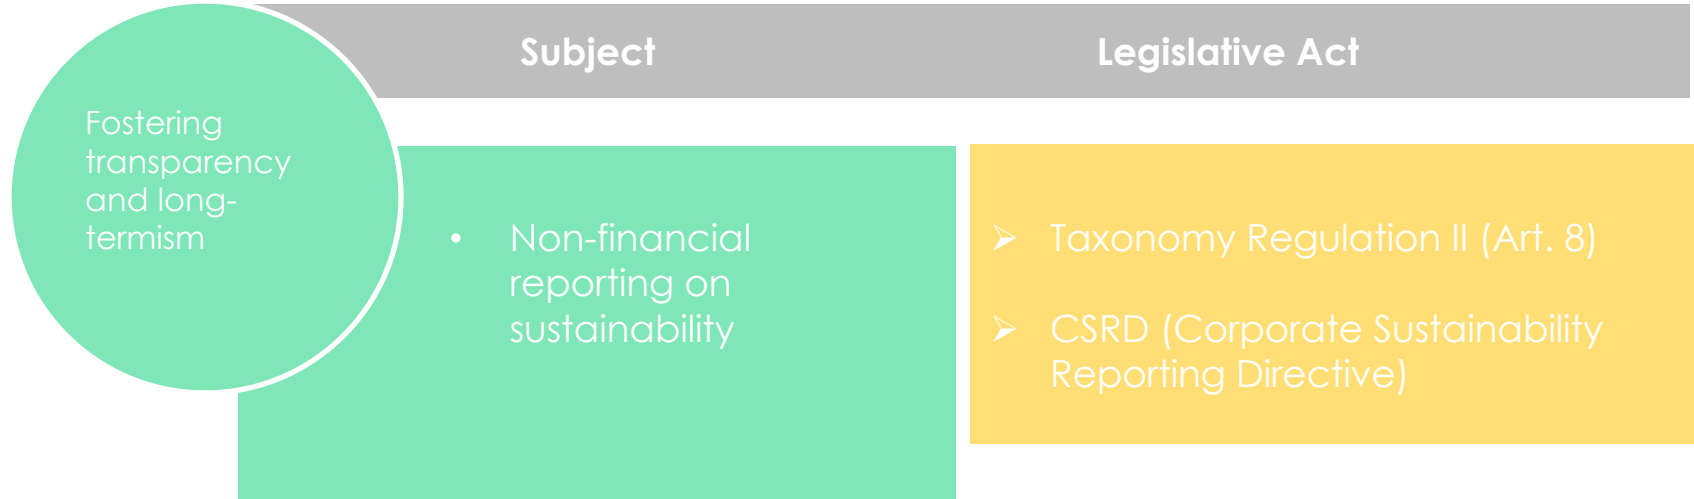 Subject
Legislative Act
Fostering
transparency
and long-
termism
• Non-financial
reporting on
sustainability
➢ Taxonomy Regulation II (Art. 8)
➢ CSRD (Corporate Sustainability
Reporting Directive)